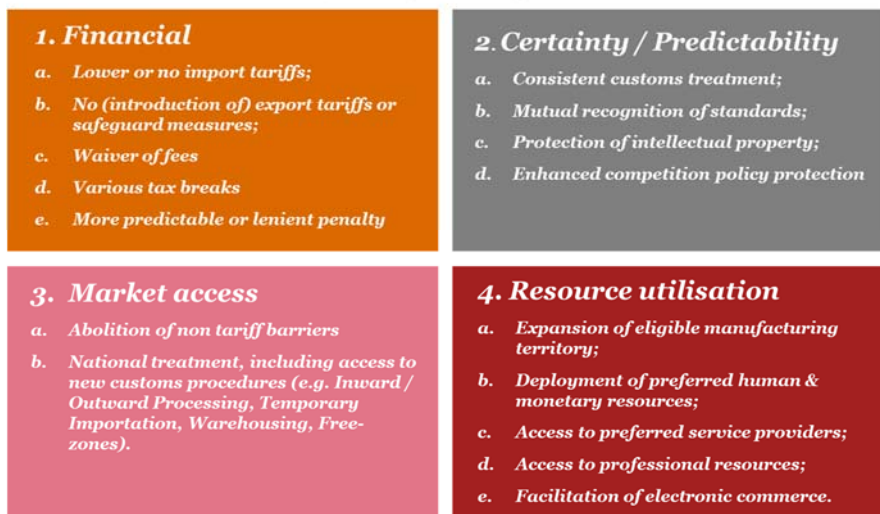 1. Financial
a. Lower or no import tariffs;
b. No (introduction of) export tariffs or
safeguard measures;
c. Waiver of fees
d. Various tax breaks
e. More predictable or lenient penalty
2. Certainty / Predictability
a. Consistent customs treatment;
b. Mutual recognition of standards;
c. Protection of intellectual property;
d. Enhanced competition policy protection
3. Market access
a. Abolition of non tariff barriers
b. National treatment, including access to
new customs procedures (e.g. Inward /
Outward Processing, Temporary
Importation, Warehousing, Free-
zones).
4. Resource utilisation
a. Expansion of eligible manufacturing
territory;
b. Deployment of preferred human &
monetary resources;
c. Access to preferred service providers;
d. Access to professional resources;
e. Facilitation of electronic commerce.